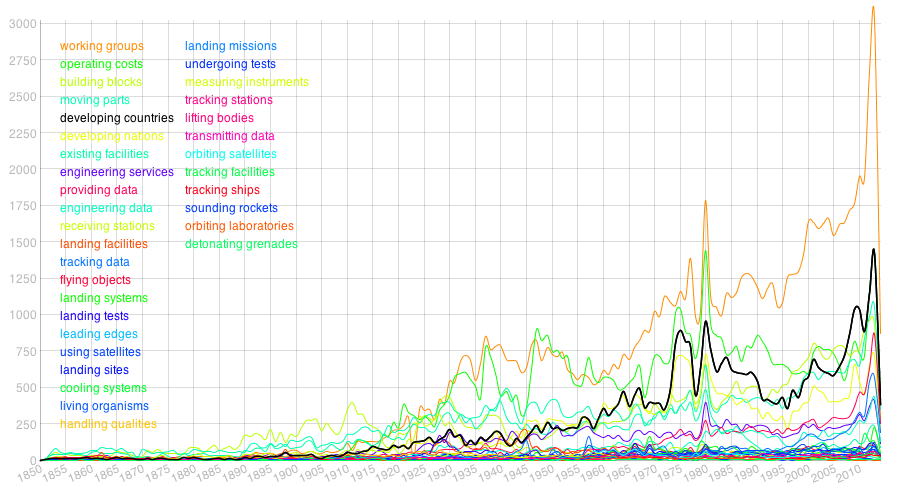 3000
2750
2500
2250
2000
1750
1500
1250
1000
750
500
250
0
working groups
operating costs
building blocks
moving parts
developing countries
developing nations
existing facilities
engineering services
providing data
engineering data
receiving stations
landing facilities
tracking data
flying objects
landing systems
landing tests
leading edges
using satellites
landing sites
cooling systems
living organisms
handling qualities
landing missions
undergoing tests
measuring instruments
tracking stations
lifting bodies
transmitting data
orbiting satellites
tracking facilities
tracking ships
sounding rockets
orbiting laboratories
detonating grenades
1850 1855 1860 1865 1870 1875 1880 1885 1890 1895 1900 1905 1910 1915 1920 1925 1930 1935 1940 1945 1950 1955 1960 1965 1970 1975 1980 1985 1990 1995 2000 2005 2010